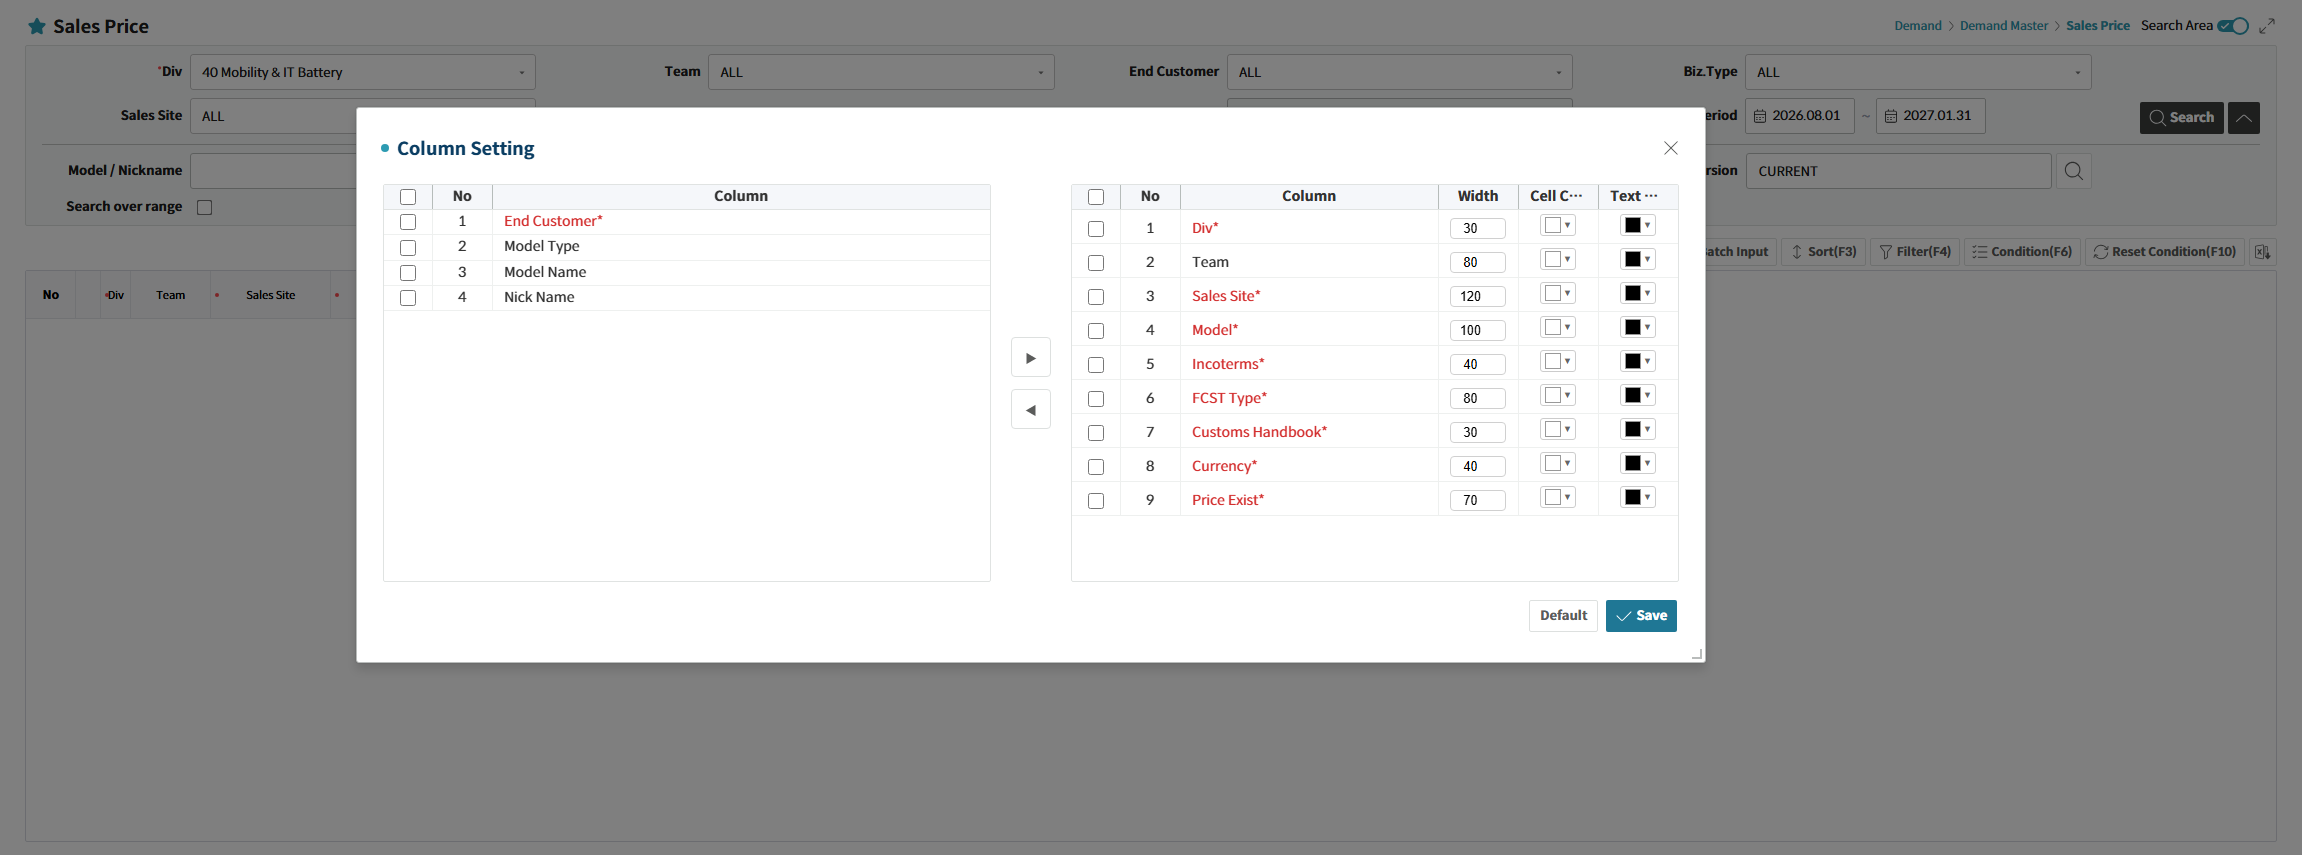 Sales Price
Demand > Demand Master > Sales Price Search Area
*Div 40 Mobility & IT Battery Team ALL End Customer ALL Biz.Type ALL
Sales Site ALL eriod 2026.08.01 ~ 2027.01.31 Search
Model / Nickname rsion CURRENT
Search over range
atch Input Sort(F3) Filter(F4) Condition(F6) Reset Condition(F10)
No Div Team Sales Site
Column Setting
No Column
1 End Customer*
2 Model Type
3 Model Name
4 Nick Name
No Column Width Cell C··· Text ···
1 Div* 30
2 Team 80
3 Sales Site* 120
4 Model* 100
5 Incoterms* 40
6 FCST Type* 80
7 Customs Handbook* 30
8 Currency* 40
9 Price Exist* 70
Default Save